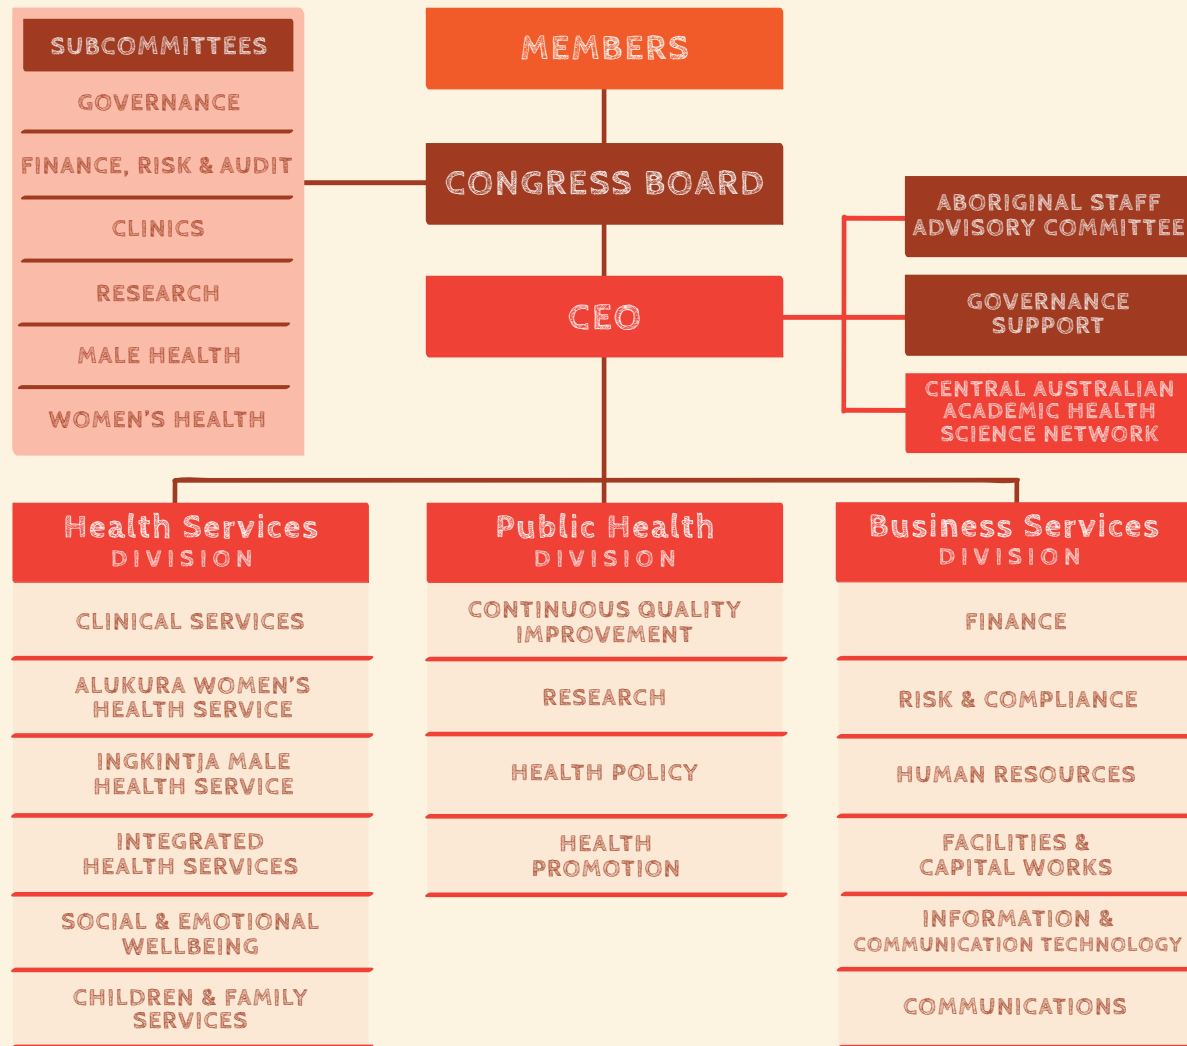 SUBCOMMITTEES
GOVERNANCE
FINANCE, RISK & AUDIT
CLINICS
RESEARCH
MALE HEALTH
WOMEN'S HEALTH
MEMBERS
CONGRESS BOARD
CEO
ABORIGINAL STAFF
ADVISORY COMMITTEE
GOVERNANCE
SUPPORT
CENTRAL AUSTRALIAN
ACADEMIC HEALTH
SCIENCE NETWORK
Health Services
DIVISION
CLINICAL SERVICES
ALUKURA WOMEN'S
HEALTH SERVICE
INGKINTJA MALE
HEALTH SERVICE
INTEGRATED
HEALTH SERVICES
SOCIAL & EMOTIONAL
WELLBEING
CHILDREN & FAMILY
SERVICES
Public Health
DIVISION
CONTINUOUS QUALITY
IMPROVEMENT
RESEARCH
HEALTH POLICY
HEALTH
PROMOTION
Business Services
DIVISION
FINANCE
RISK & COMPLIANCE
HUMAN RESOURCES
FACILITIES &
CAPITAL WORKS
INFORMATION &
COMMUNICATION TECHNOLOGY
COMMUNICATIONS